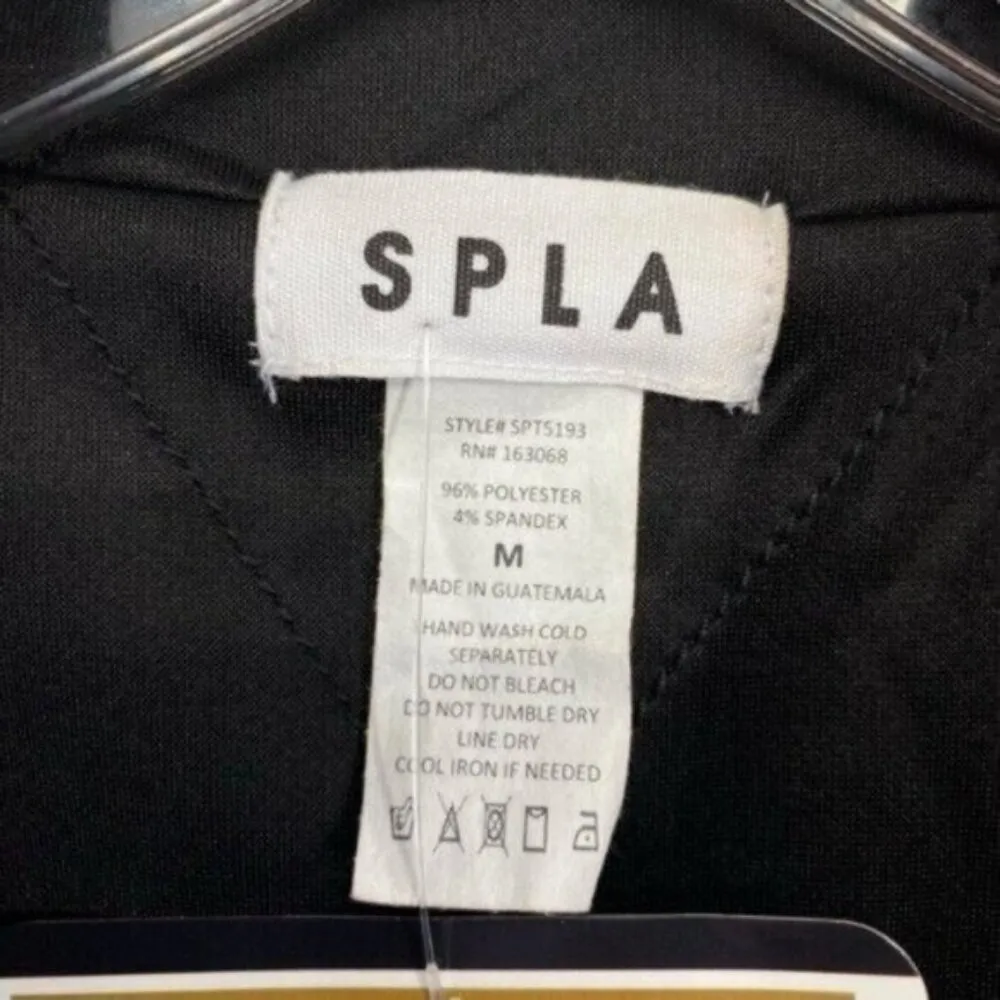 SPLA
STYLE# SPT5193
RN# 163068
96% POLYESTER
4% SPANDEX
M
MADE IN GUATEMALA
HAND WASH COLD
SEPARATELY
DO NOT BLEACH
DO NOT TUMBLE DRY
LINE DRY
COOL IRON IF NEEDED